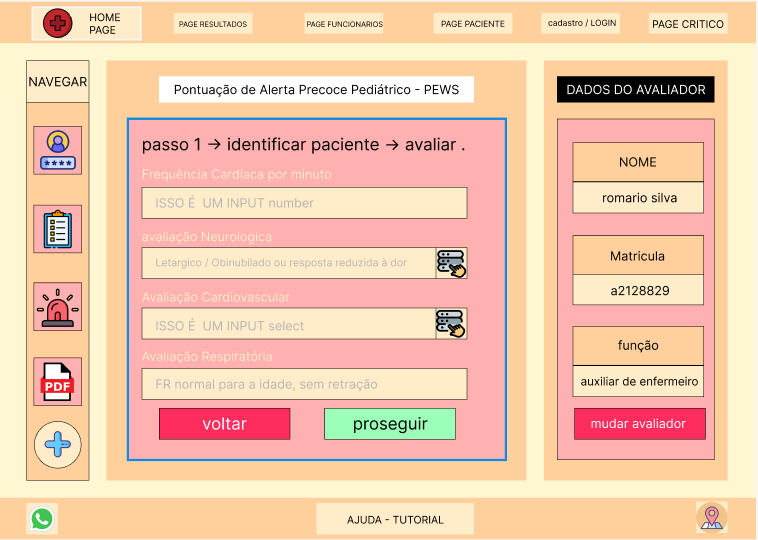 HOME
PAGE
PAGE RESULTADOS
PAGE FUNCIONARIOS
PAGE PACIENTE
cadastro / LOGIN
PAGE CRITICO
NAVEGAR
****
PDF
Pontuação de Alerta Precoce Pediátrico - PEWS
passo 1 → identificar paciente → avaliar .
Frequência Cardíaca por minuto
ISSO É UM INPUT number
avaliação Neurologica
Letargico / Obinubilado ou resposta reduzida à dor
Avaliação Cardiovascular
ISSO É UM INPUT select
Avaliação Respiratória
FR normal para a idade, sem retração
voltar
proseguir
DADOS DO AVALIADOR
NOME
romario silva
Matricula
a2128829
função
auxiliar de enfermeiro
mudar avaliador
AJUDA - TUTORIAL